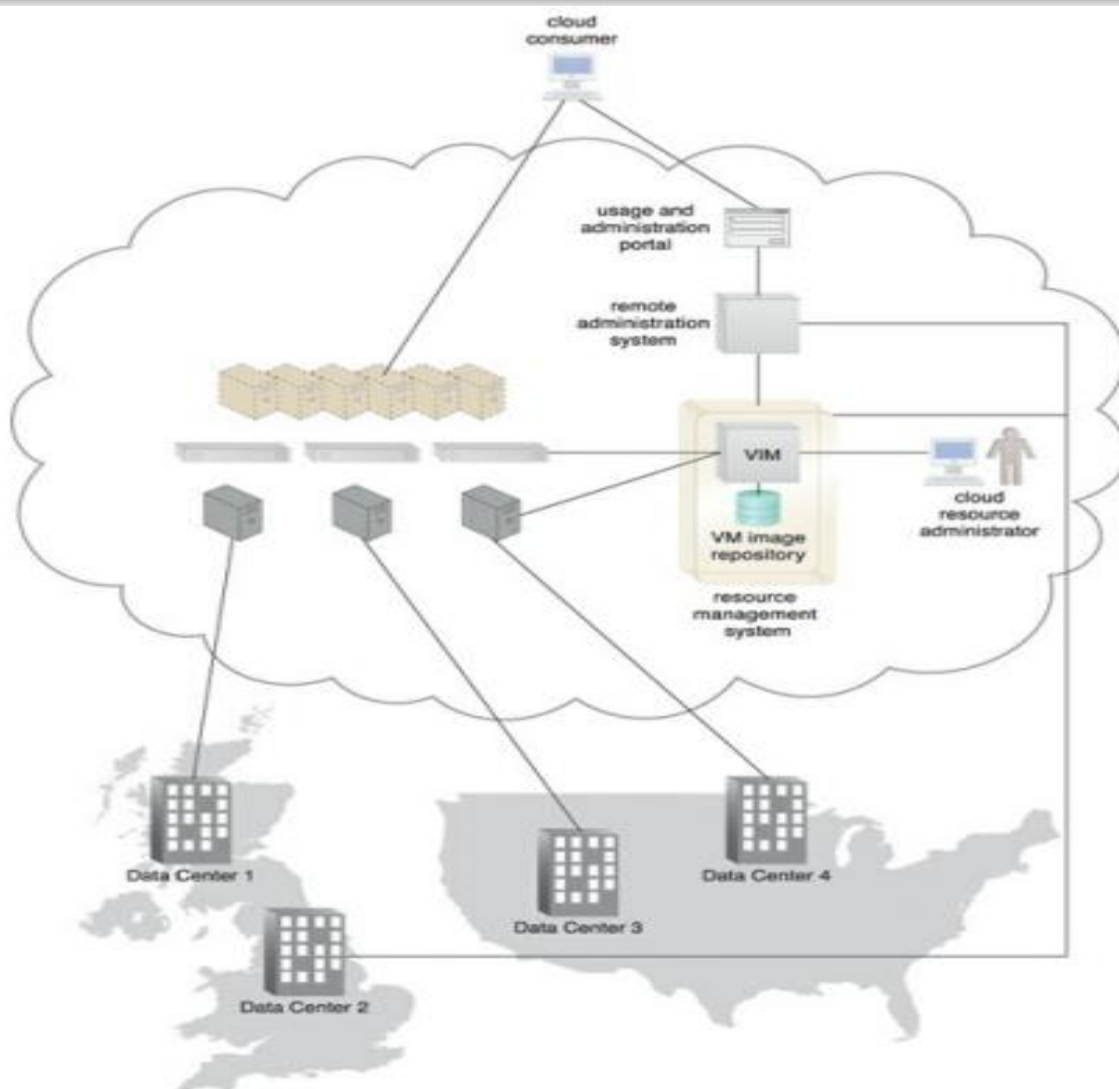 cloud
consumer
usage and
administration
portal
remote
administration
system
VIM
VM image
repository
resource
management
system
cloud
resource
administrator
Data Center 1
Data Center 2
Data Center 3
Data Center 4